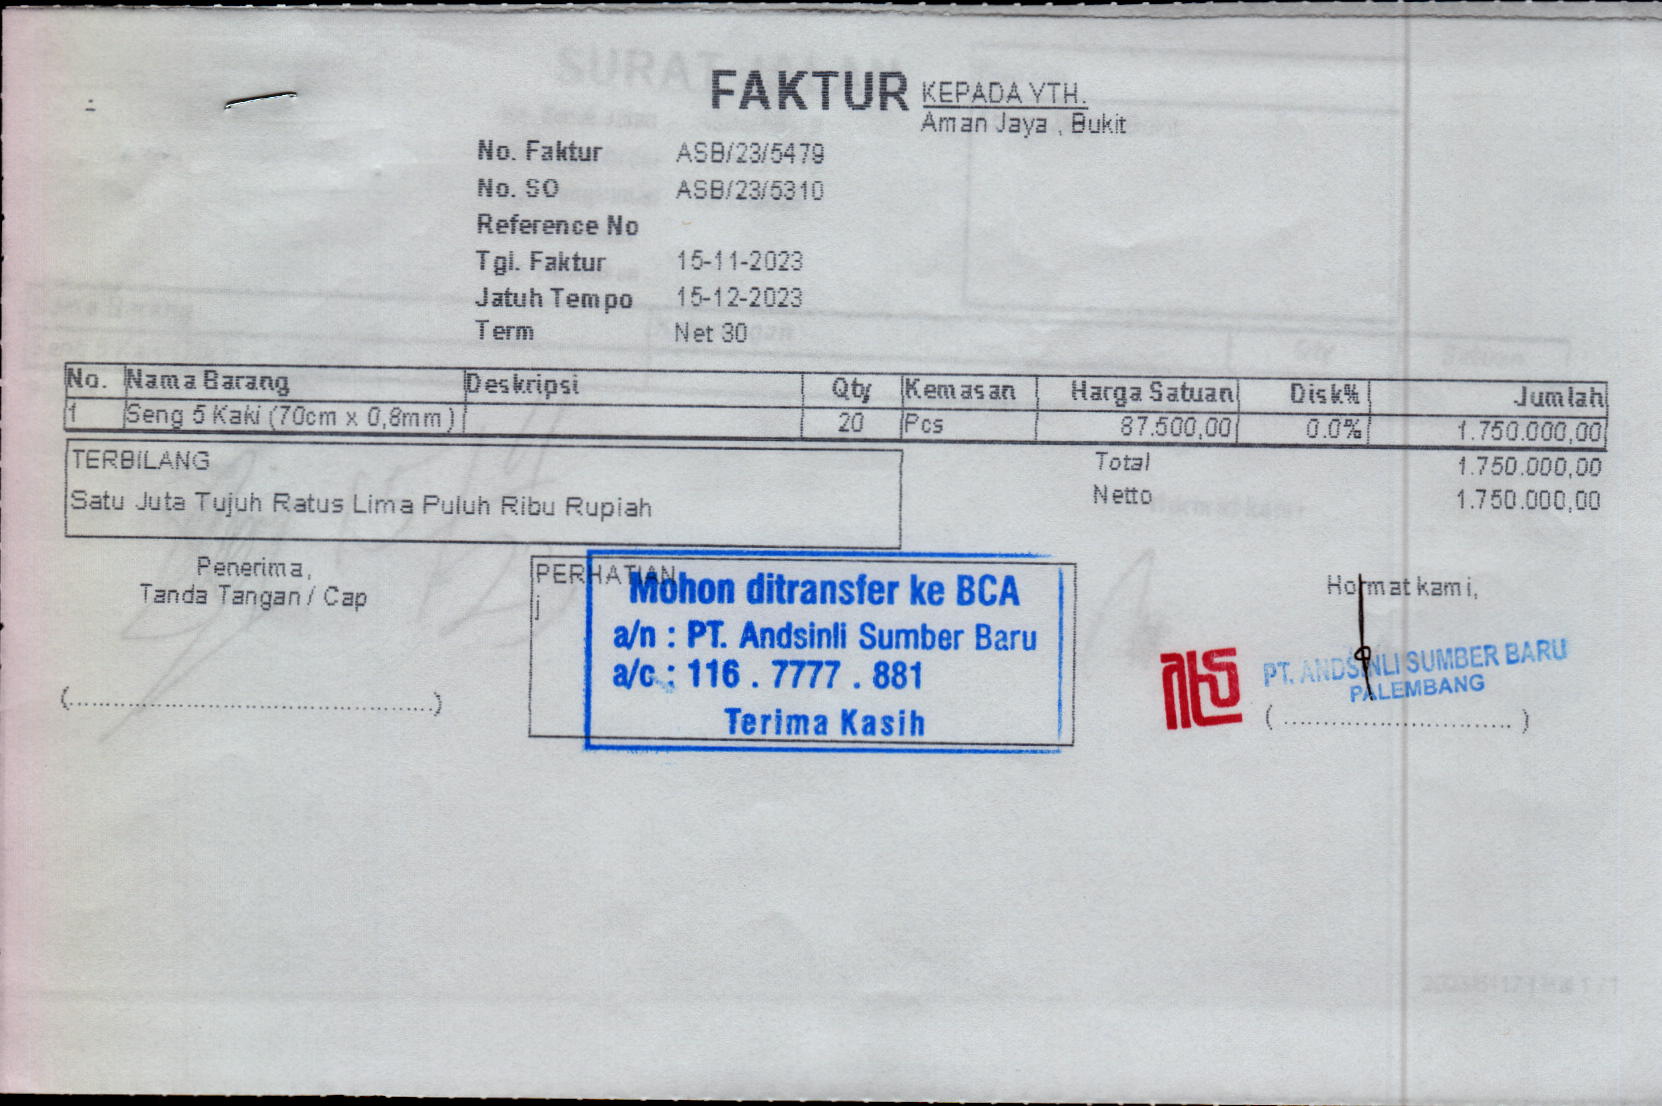 FAKTUR
KEPADA YTH.
Aman Jaya , Bukit
No. Faktur ASB/23/5479
No. SO ASB/23/5310
Reference No
Tgl. Faktur 15-11-2023
Jatuh Tempo 15-12-2023
Term Net 30
No. Nama Barang Deskripsi Qty Kemasan Harga Satuan Disk% Jumlah
1 Seng 5 Kaki (70cm x 0,8mm) 20 Pcs 87.500,00 0.0% 1.750.000,00
TERBILANG
Satu Juta Tujuh Ratus Lima Puluh Ribu Rupiah
Total 1.750.000,00
Netto 1.750.000,00
Penerima,
Tanda Tangan / Cap
(............................................)
PERHATIAN
j
Mohon ditransfer ke BCA
a/n : PT. Andsinli Sumber Baru
a/c : 116 . 7777 . 881
Terima Kasih
Hormat kami,
PT. ANDSINLI SUMBER BARU
PALEMBANG
( ............................ )